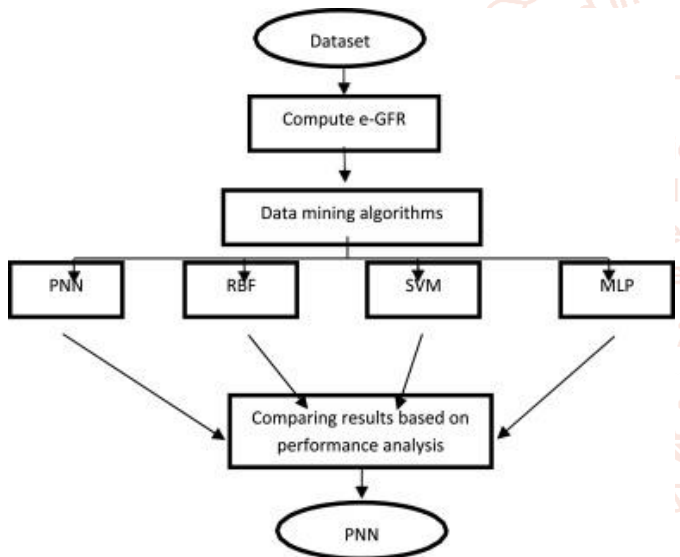 Dataset
Compute e-GFR
Data mining algorithms
PNN
RBF
SVM
MLP
Comparing results based on
performance analysis
PNN